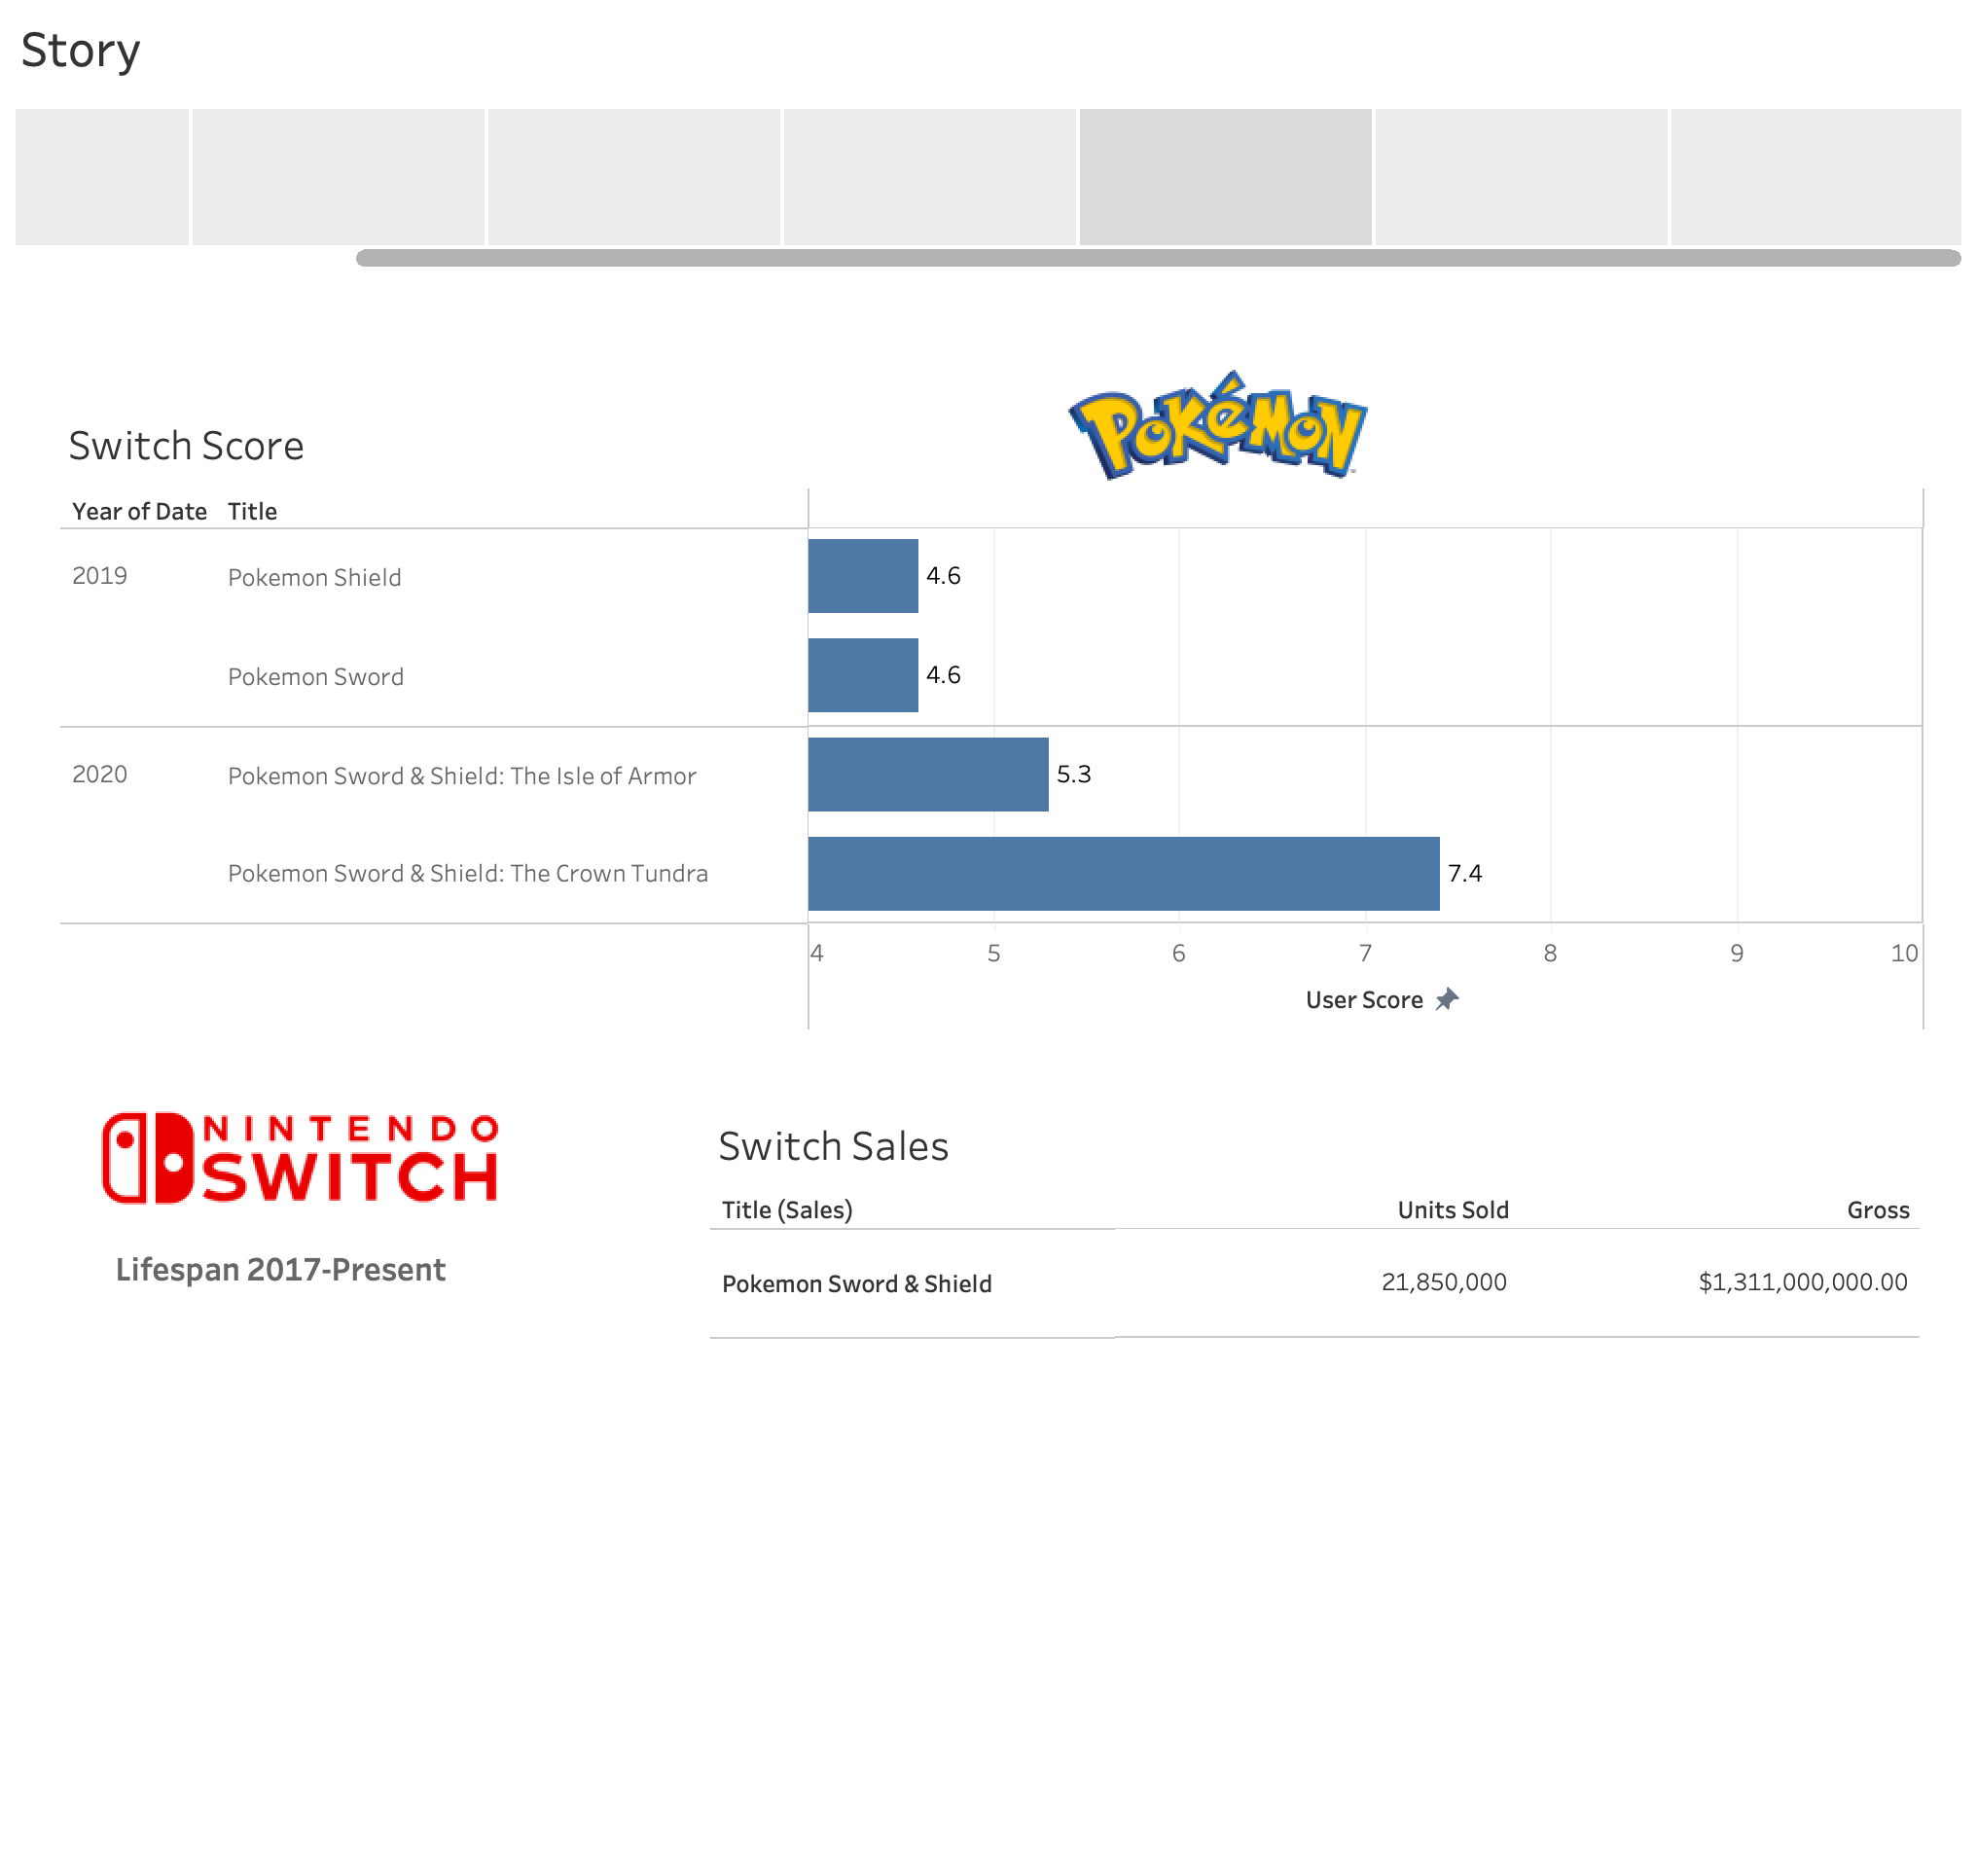 Story
POKéMON
Switch Score
Year of Date Title
2019 Pokemon Shield 4.6
Pokemon Sword 4.6
2020 Pokemon Sword & Shield: The Isle of Armor 5.3
Pokemon Sword & Shield: The Crown Tundra 7.4
4 5 6 7 8 9 10
User Score
NINTENDO
SWITCH
Lifespan 2017-Present
Switch Sales
Title (Sales) Units Sold Gross
Pokemon Sword & Shield 21,850,000 $1,311,000,000.00